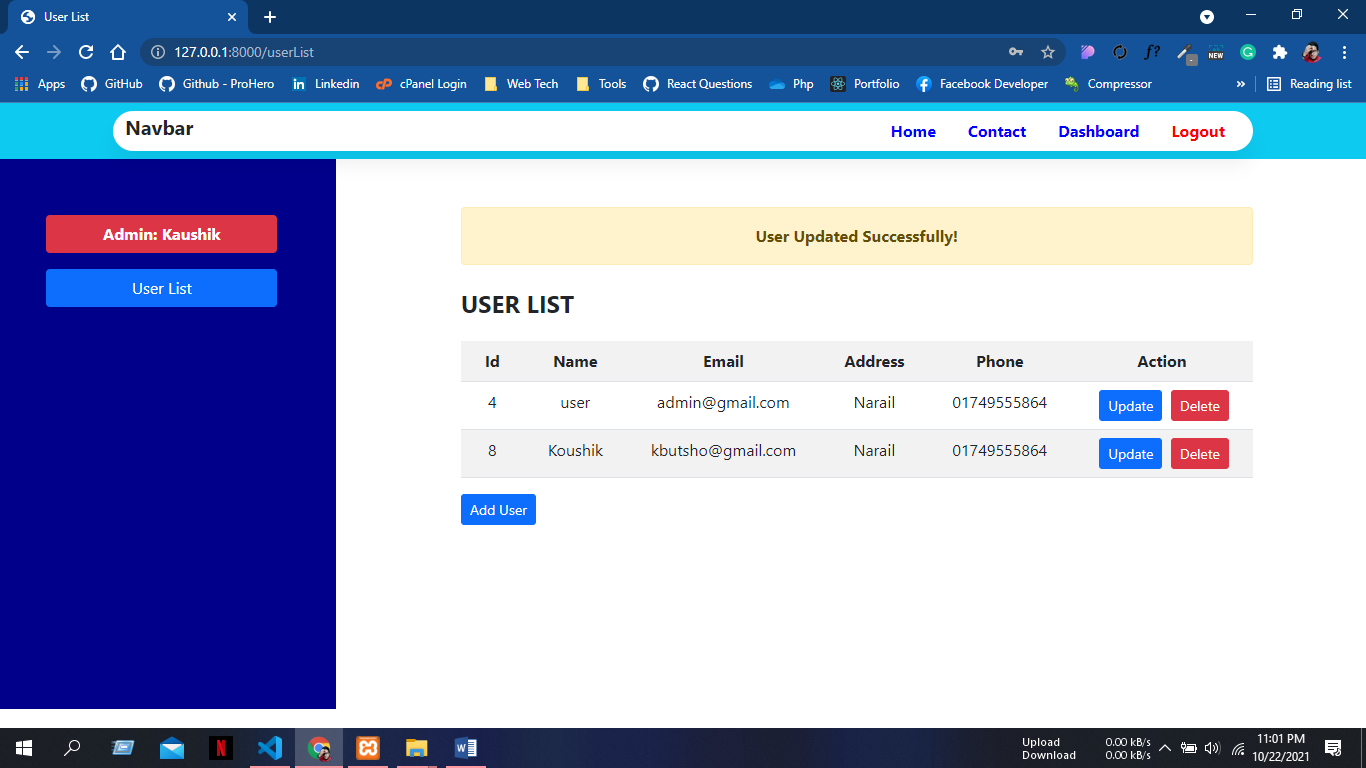 User List
127.0.0.1:8000/userList
f?
NEW
Apps GitHub Github - ProHero Linkedin cPanel Login Web Tech Tools React Questions Php Portfolio Facebook Developer Compressor » Reading list
Navbar Home Contact Dashboard Logout
Admin: Kaushik
User List
User Updated Successfully!
USER LIST
Id Name Email Address Phone Action
4 user admin@gmail.com Narail 01749555864 Update Delete
8 Koushik kbutsho@gmail.com Narail 01749555864 Update Delete
Add User
Upload 0.00 kB/s
Download 0.00 kB/s
11:01 PM
10/22/2021